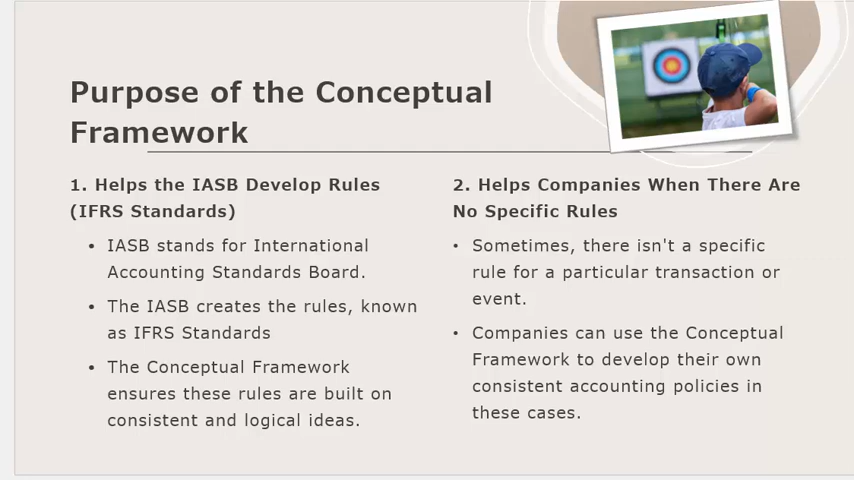 Purpose of the Conceptual
Framework
1. Helps the IASB Develop Rules
(IFRS Standards)
• IASB stands for International
Accounting Standards Board.
• The IASB creates the rules, known
as IFRS Standards
• The Conceptual Framework
ensures these rules are built on
consistent and logical ideas.
2. Helps Companies When There Are
No Specific Rules
• Sometimes, there isn't a specific
rule for a particular transaction or
event.
• Companies can use the Conceptual
Framework to develop their own
consistent accounting policies in
these cases.